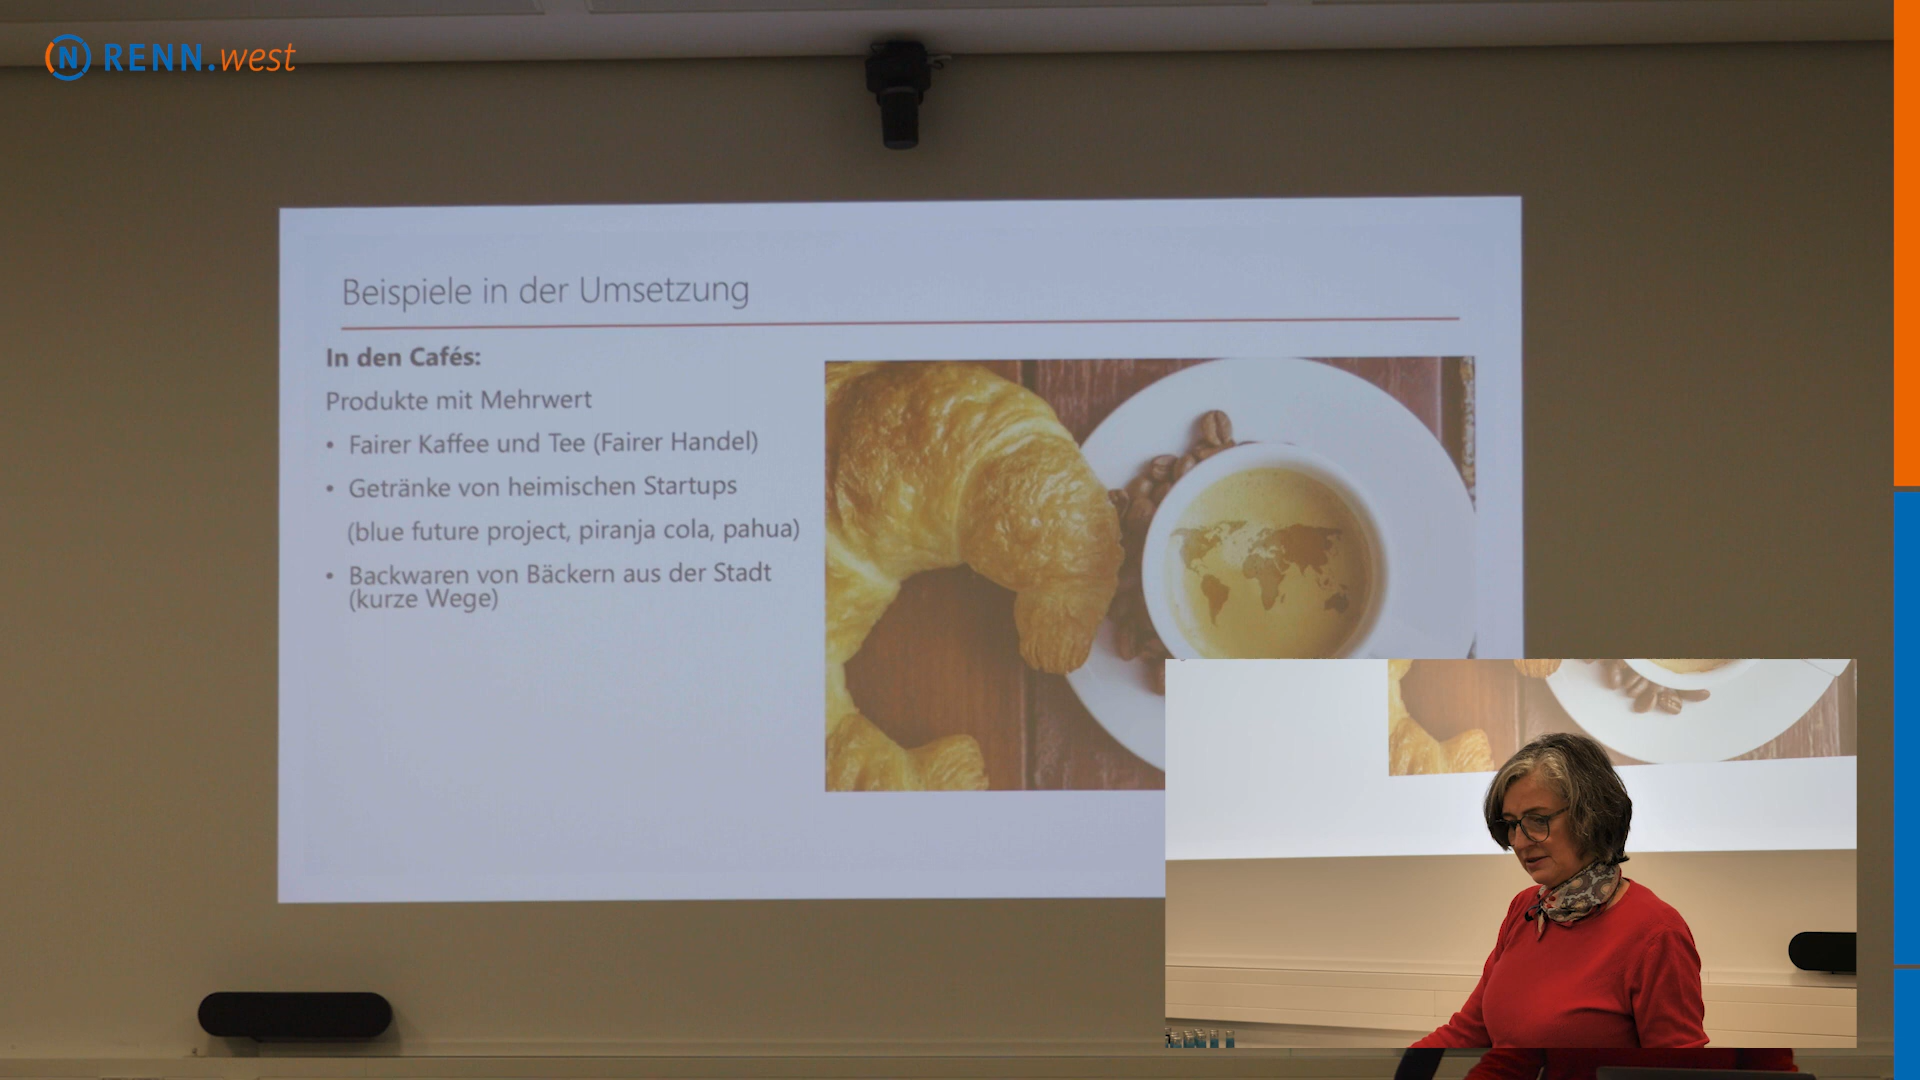 N RENN.west
Beispiele in der Umsetzung
In den Cafés:
Produkte mit Mehrwert
• Fairer Kaffee und Tee (Fairer Handel)
• Getränke von heimischen Startups
(blue future project, piranja cola, pahua)
• Backwaren von Bäckern aus der Stadt
(kurze Wege)